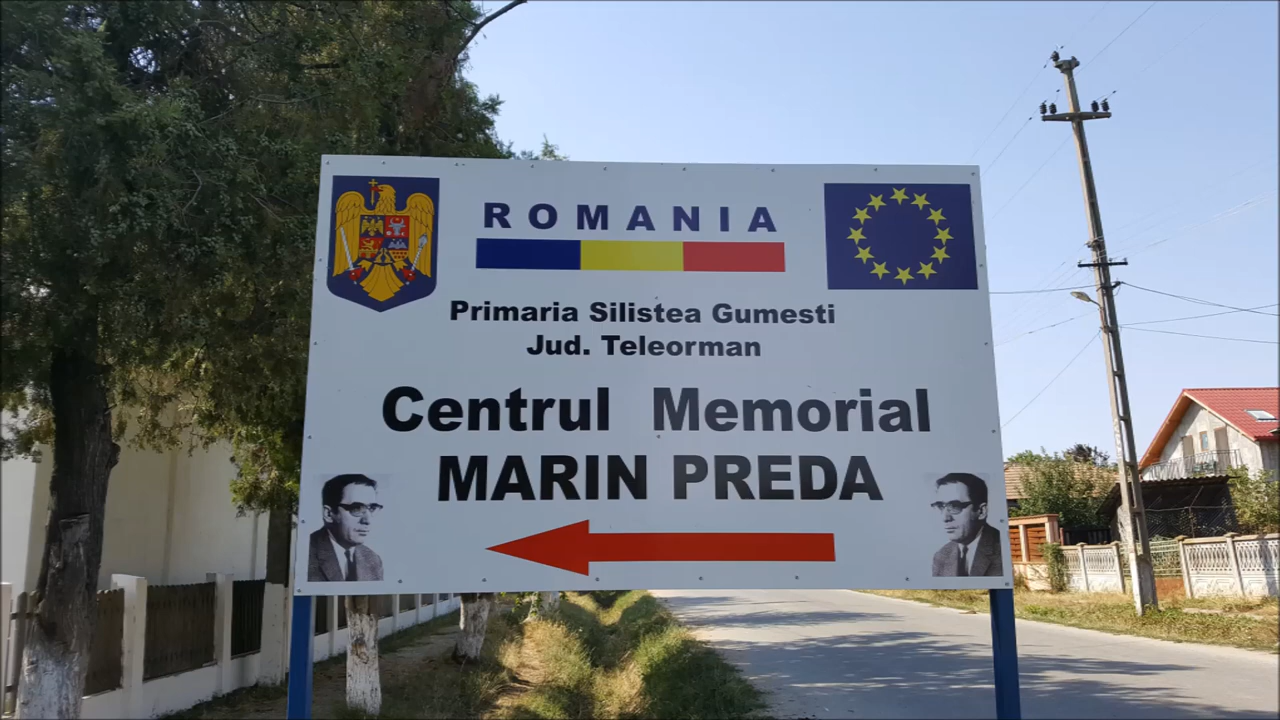 ROMANIA
Primaria Silistea Gumesti
Jud. Teleorman
Centrul Memorial
MARIN PREDA